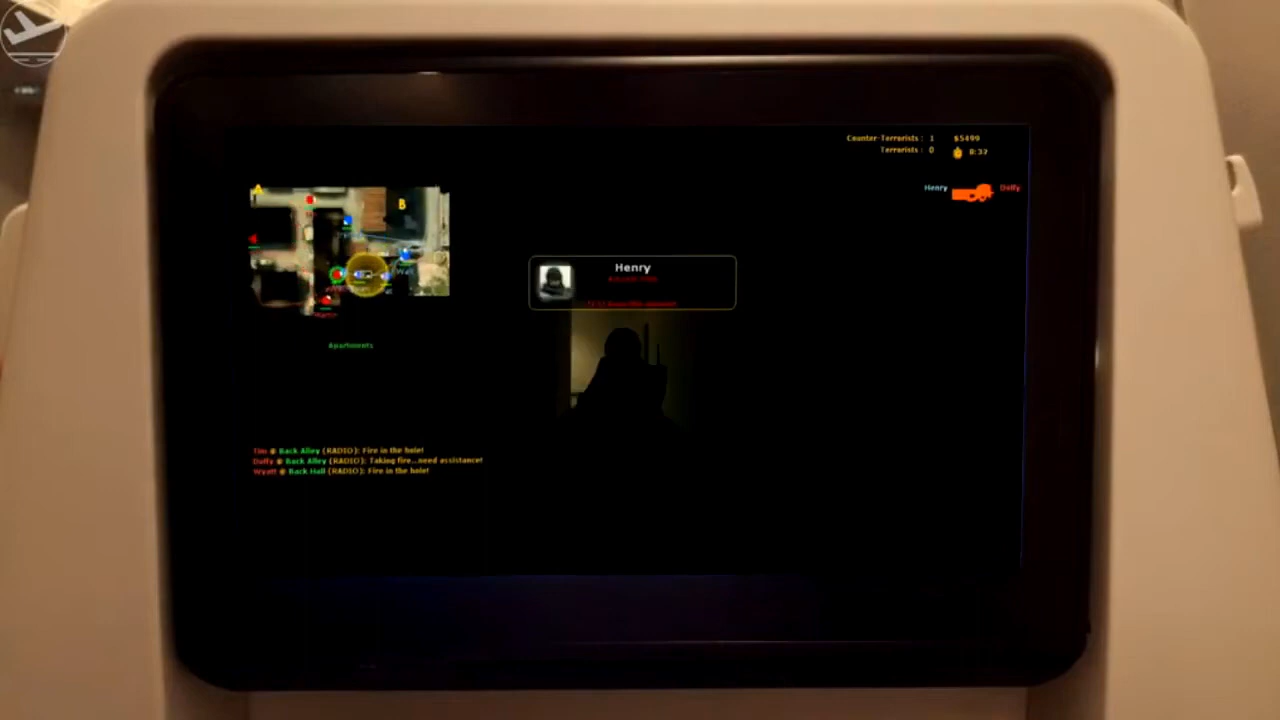 Counter-Terrorists : 1 $5499
Terrorists : 0 8:32
Henry Duffy
A
B
Henry
Apartments
Tim @ Back Alley (RADIO): Fire in the hole!
Duffy @ Back Alley (RADIO): Taking fire...need assistance!
Wyatt @ Back Hall (RADIO): Fire in the hole!